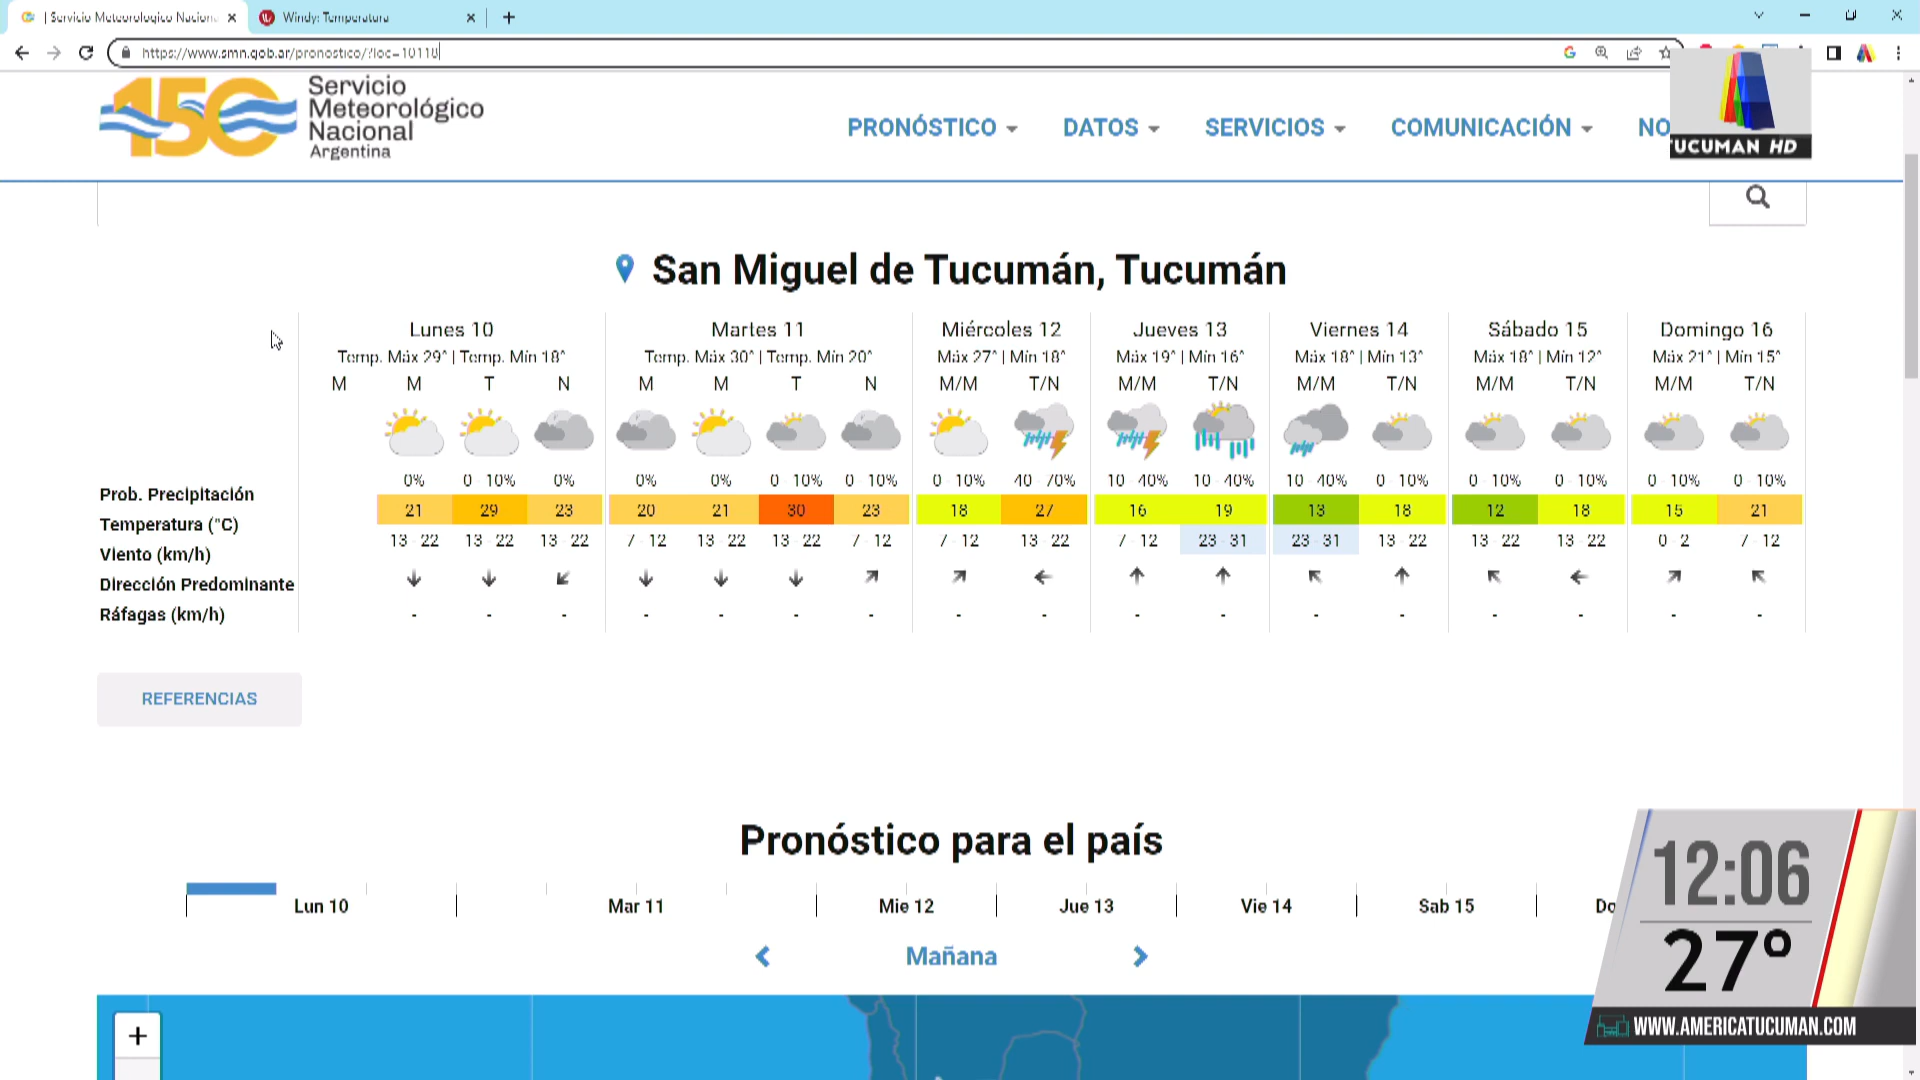 | Servicio Meteorologico Naciona
Windy: Temperatura
https://www.smn.gob.ar/pronostico/?loc=10118
150
Servicio
Meteorológico
Nacional
Argentina
PRONÓSTICO DATOS SERVICIOS COMUNICACIÓN NO
TUCUMAN HD
San Miguel de Tucumán, Tucumán
Lunes 10 Martes 11 Miércoles 12 Jueves 13 Viernes 14 Sábado 15 Domingo 16
Temp. Máx 29° | Temp. Mín 18° Temp. Máx 30° | Temp. Mín 20° Máx 27° | Mín 18° Máx 19° | Mín 16° Máx 18° | Mín 13° Máx 18° | Mín 12° Máx 21° | Mín 15°
M M T N M M T N M/M T/N M/M T/N M/M T/N M/M T/N M/M T/N
Prob. Precipitación 0% 0 - 10% 0% 0% 0% 0 - 10% 0 - 10% 0 - 10% 40 - 70% 10 - 40% 10 - 40% 10 - 40% 0 - 10% 0 - 10% 0 - 10% 0 - 10% 0 - 10%
Temperatura (°C) 21 29 23 20 21 30 23 18 27 16 19 13 18 12 18 15 21
Viento (km/h) 13 - 22 13 - 22 13 - 22 7 - 12 13 - 22 13 - 22 7 - 12 7 - 12 13 - 22 7 - 12 23 - 31 23 - 31 13 - 22 13 - 22 13 - 22 0 - 2 7 - 12
Dirección Predominante
Ráfagas (km/h) - - - - - - - - - - - - - - - - -
REFERENCIAS
Pronóstico para el país
Lun 10 Mar 11 Mie 12 Jue 13 Vie 14 Sab 15 Do
Mañana
+
12:06
27°
WWW.AMERICATUCUMAN.COM